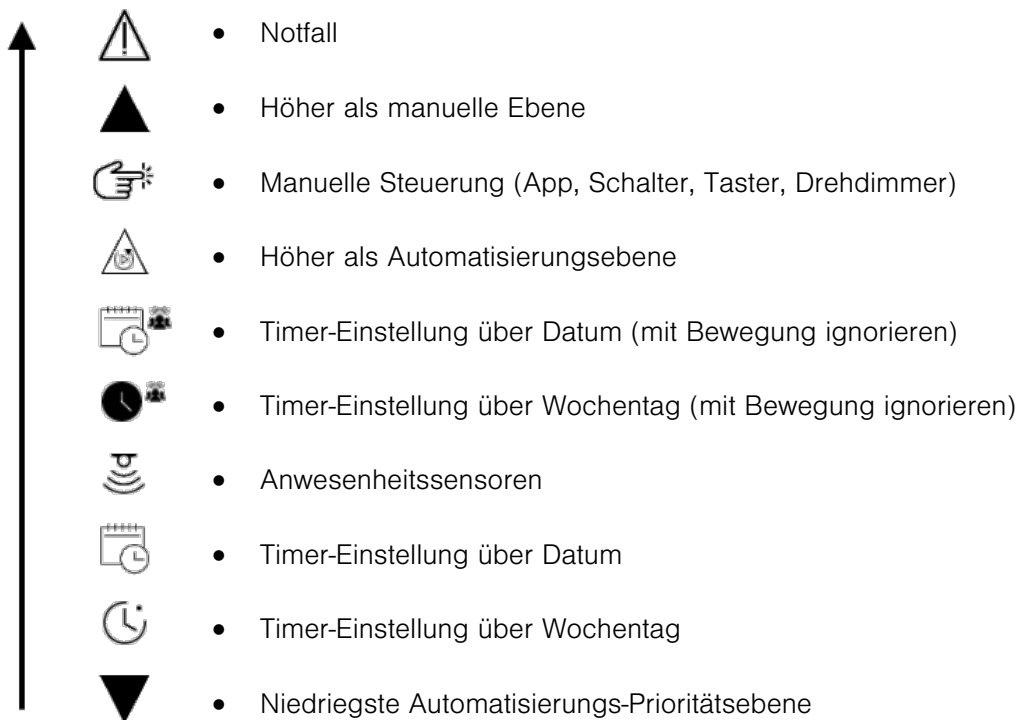 • Notfall
• Höher als manuelle Ebene
• Manuelle Steuerung (App, Schalter, Taster, Drehdimmer)
• Höher als Automatisierungsebene
• Timer-Einstellung über Datum (mit Bewegung ignorieren)
• Timer-Einstellung über Wochentag (mit Bewegung ignorieren)
• Anwesenheitssensoren
• Timer-Einstellung über Datum
• Timer-Einstellung über Wochentag
• Niedriegste Automatisierungs-Prioritätsebene